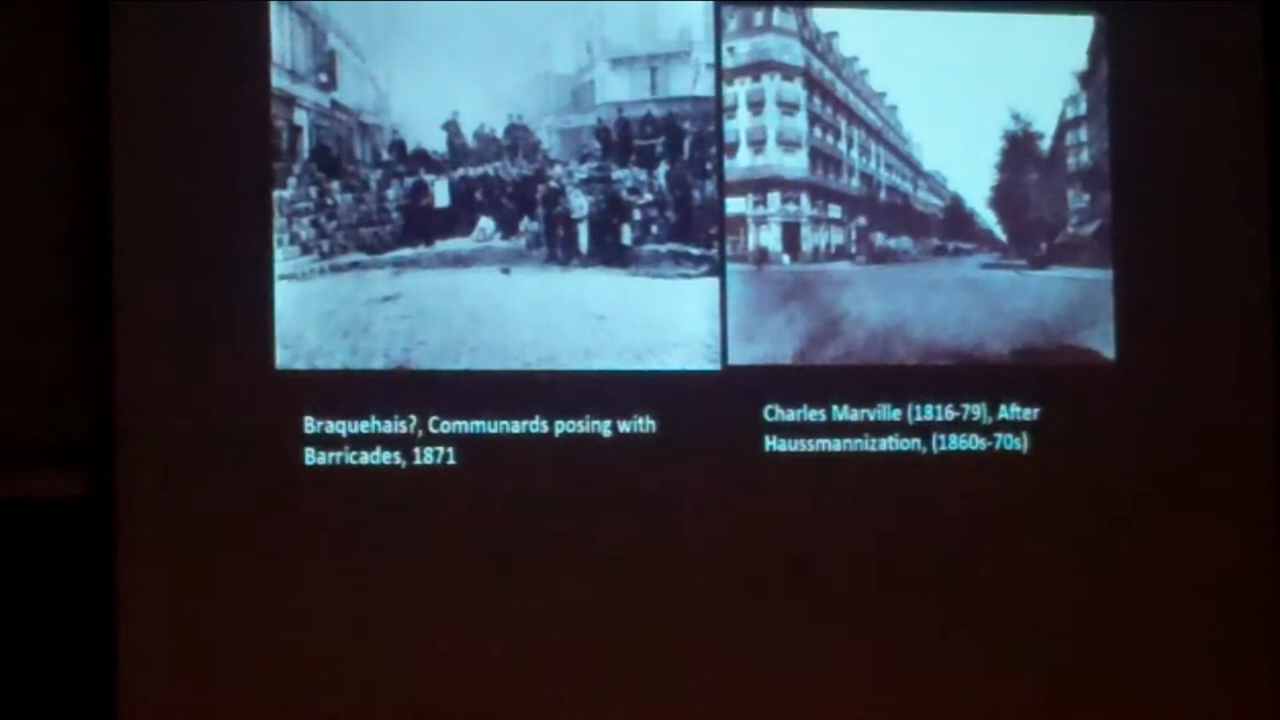 Braquehais?, Communards posing with
Barricades, 1871
Charles Marville (1816-79), After
Haussmannization, (1860s-70s)